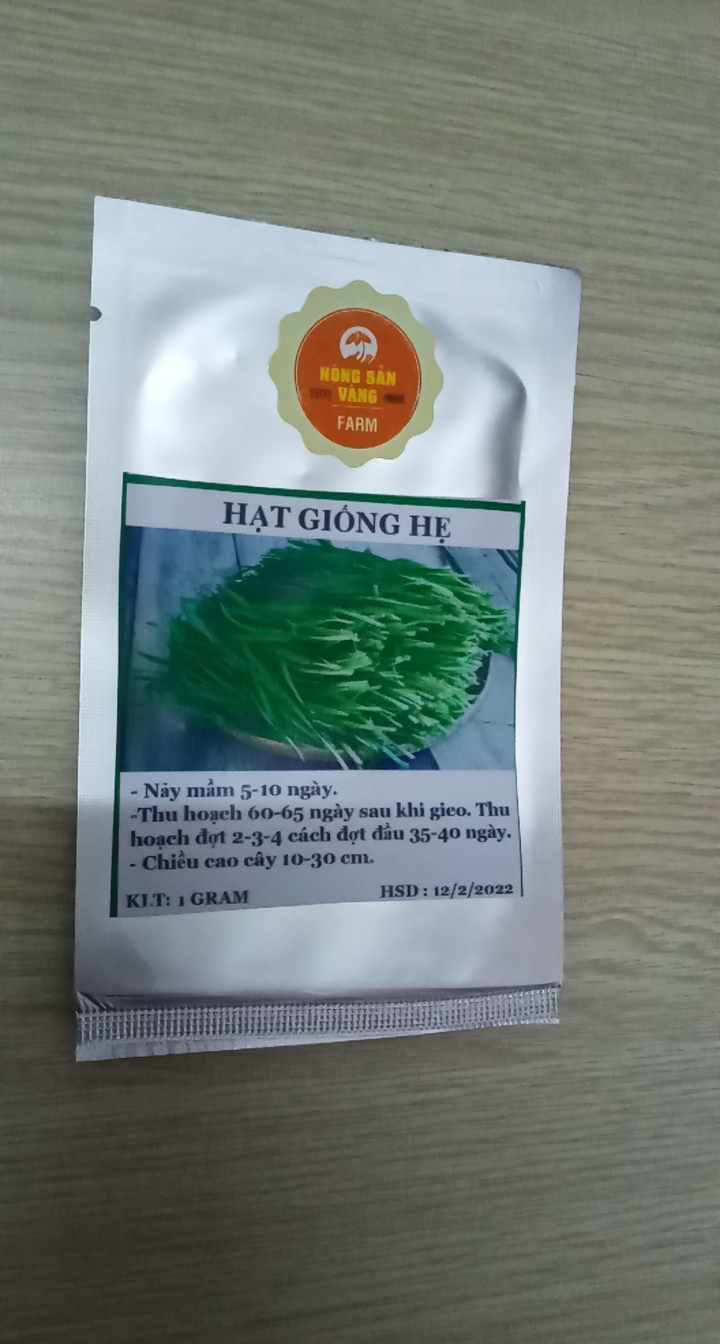 NÔNG SẢN
VÀNG
FARM
HẠT GIỐNG HẸ
- Nảy mầm 5-10 ngày.
-Thu hoạch 60-65 ngày sau khi gieo. Thu
hoạch đợt 2-3-4 cách đợt đầu 35-40 ngày.
- Chiều cao cây 10-30 cm.
KLT: 1 GRAM
HSD : 12/2/2022